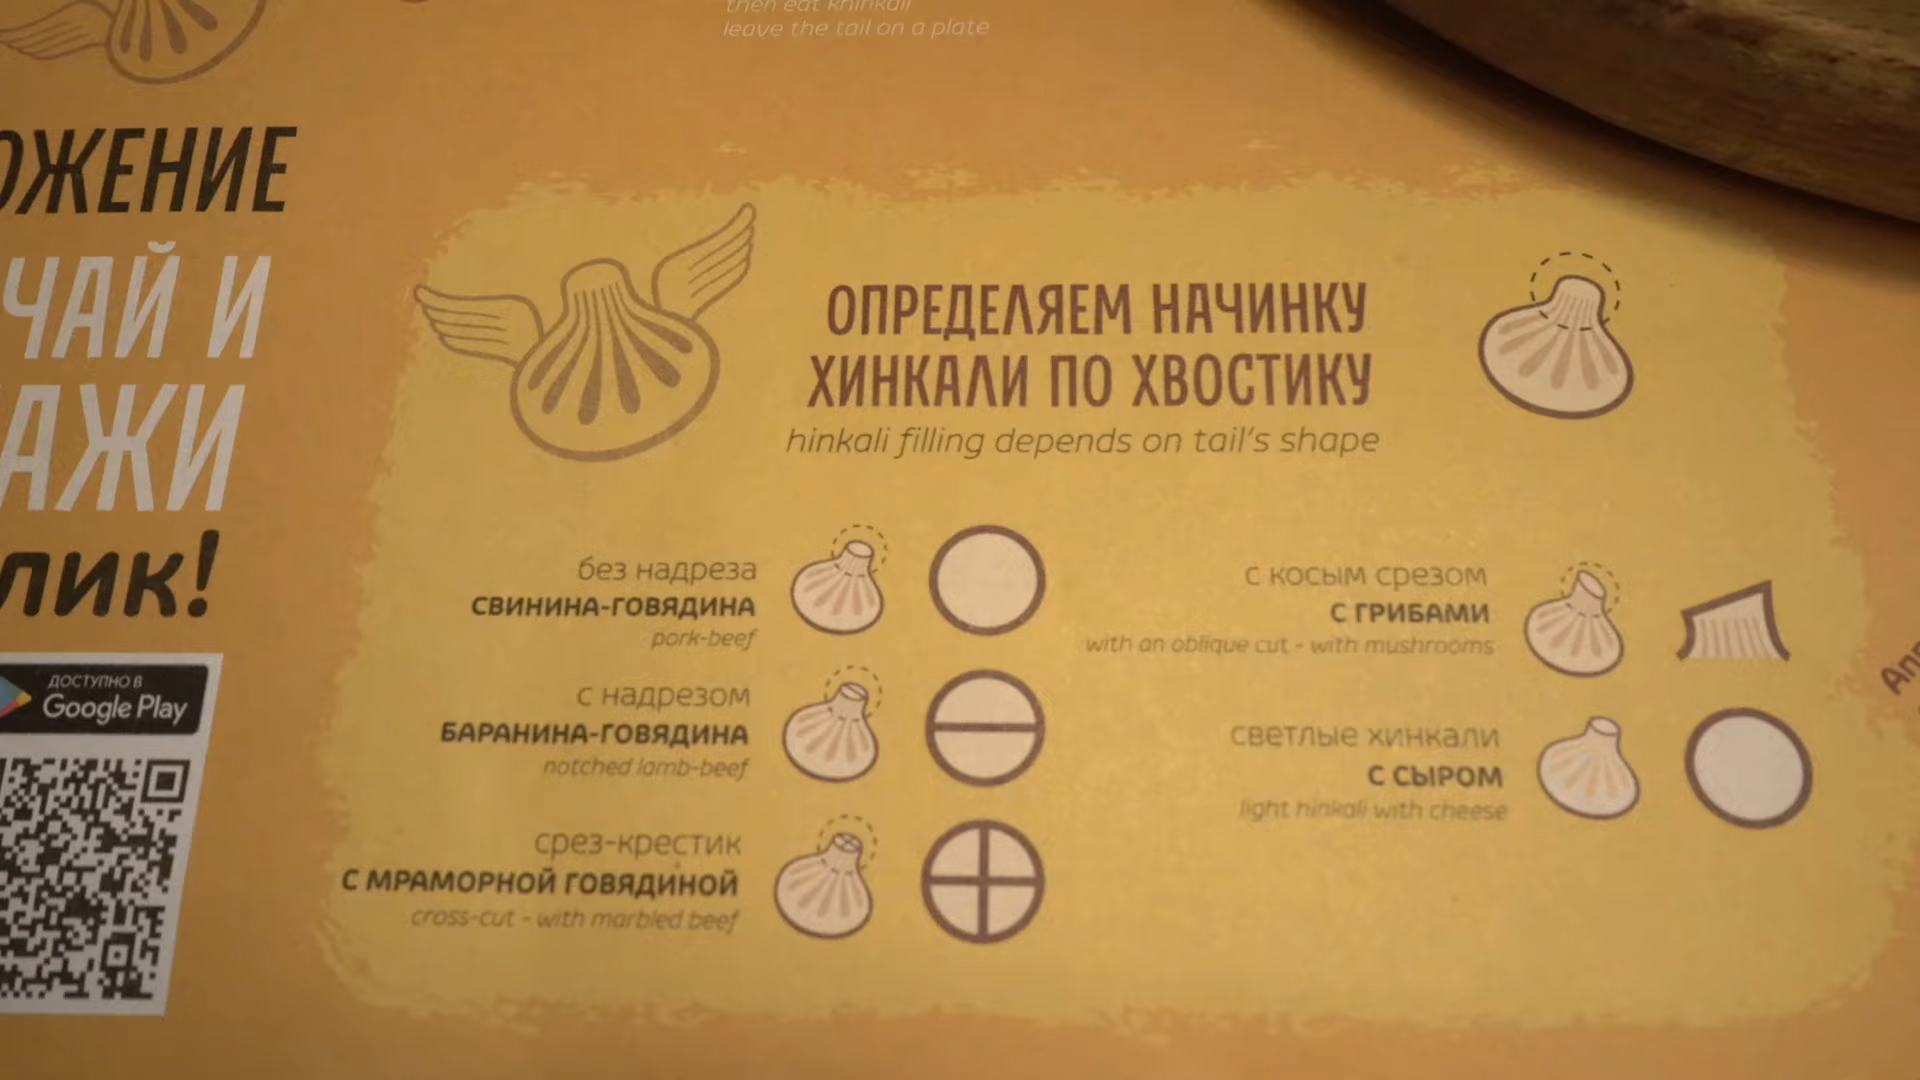 then eat khinkali
leave the tail on a plate
ОЖЕНИЕ
ЧАЙ И
АЖИ
ЛИК!
ДОСТУПНО В
Google Play
ОПРЕДЕЛЯЕМ НАЧИНКУ
ХИНКАЛИ ПО ХВОСТИКУ
hinkali filling depends on tail's shape
без надреза
СВИНИНА-ГОВЯДИНА
pork-beef
с надрезом
БАРАНИНА-ГОВЯДИНА
notched lamb-beef
срез-крестик
С МРАМОРНОЙ ГОВЯДИНОЙ
cross-cut - with marbled beef
с косым срезом
С ГРИБАМИ
with an oblique cut - with mushrooms
светлые хинкали
С СЫРОМ
light hinkali with cheese